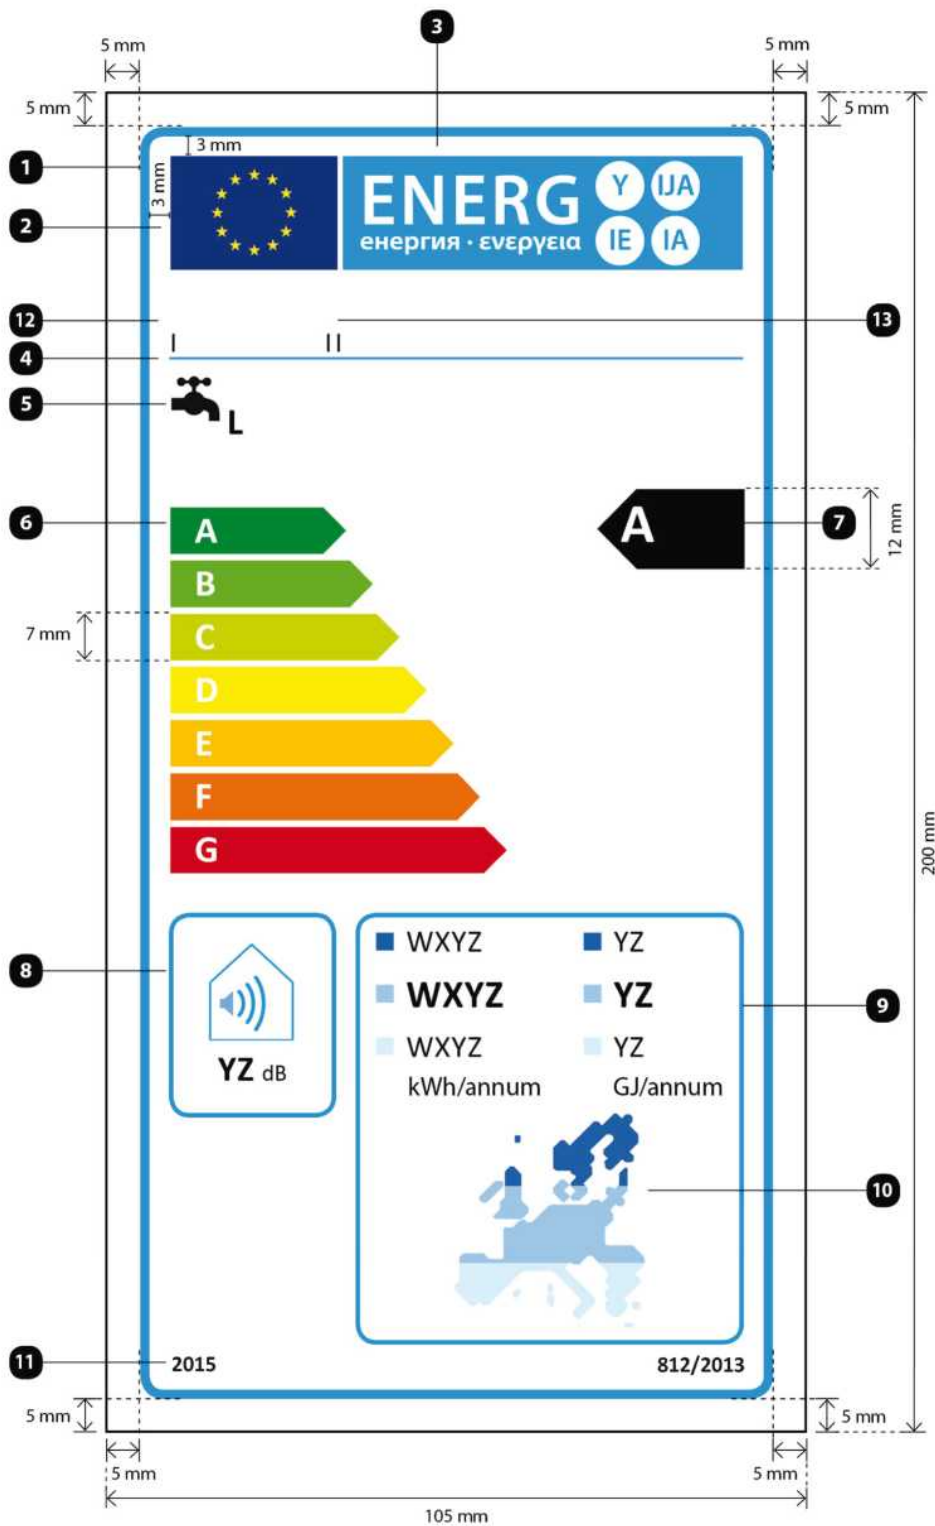 3
5 mm
5 mm
5 mm
5 mm
3 mm
1
3 mm
2
ENERG
енергия · ενεργεια
Y
IJA
IE
IA
12
13
I
II
4
5
L
6
A
A
7
12 mm
B
7 mm
C
D
E
F
G
200 mm
WXYZ
YZ
8
WXYZ
YZ
9
WXYZ
YZ
YZ dB
kWh/annum
GJ/annum
10
11
2015
812/2013
5 mm
5 mm
5 mm
5 mm
105 mm